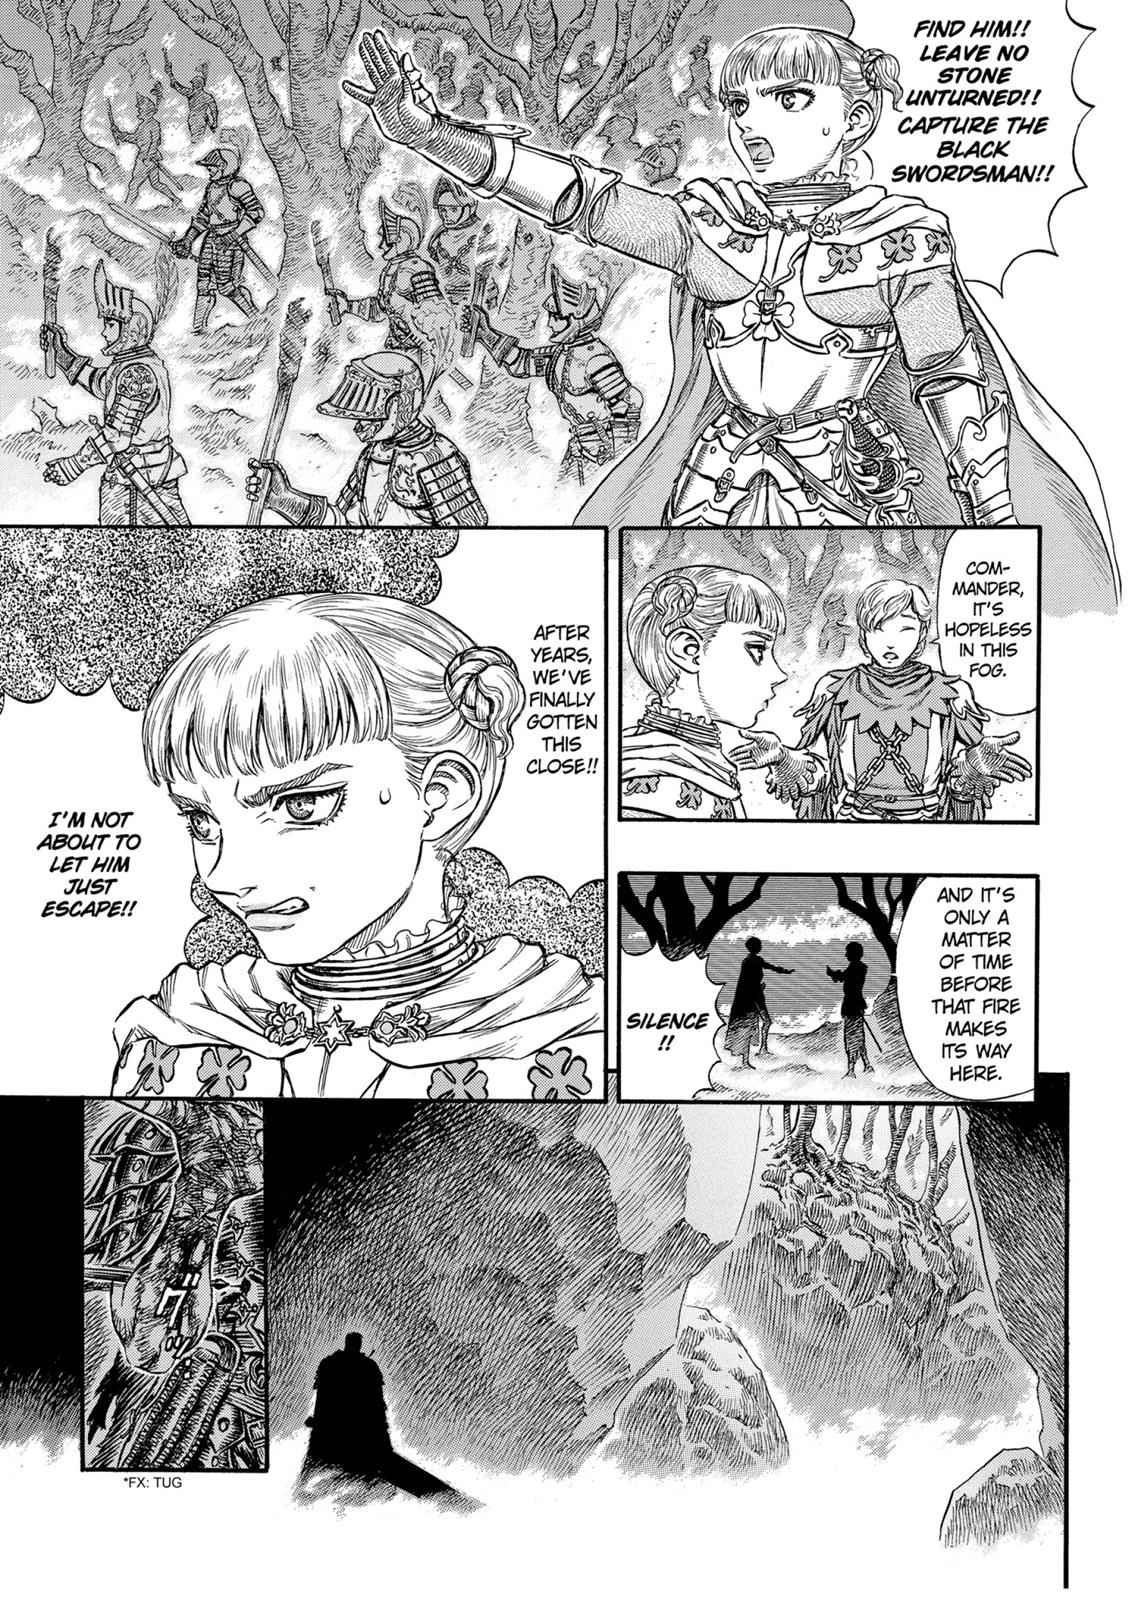 FIND HIM!!
LEAVE NO
STONE
UNTURNED!!
CAPTURE THE
BLACK
SWORDSMAN!!
COM-
MANDER,
IT'S
HOPELESS
IN THIS
FOG.
AND IT'S
ONLY A
MATTER
OF TIME
BEFORE
THAT FIRE
MAKES
ITS WAY
HERE.
SILENCE
!!
AFTER
YEARS,
WE'VE
FINALLY
GOTTEN
THIS
CLOSE!!
I'M NOT
ABOUT TO
LET HIM
JUST
ESCAPE!!
グッ
*FX: TUG